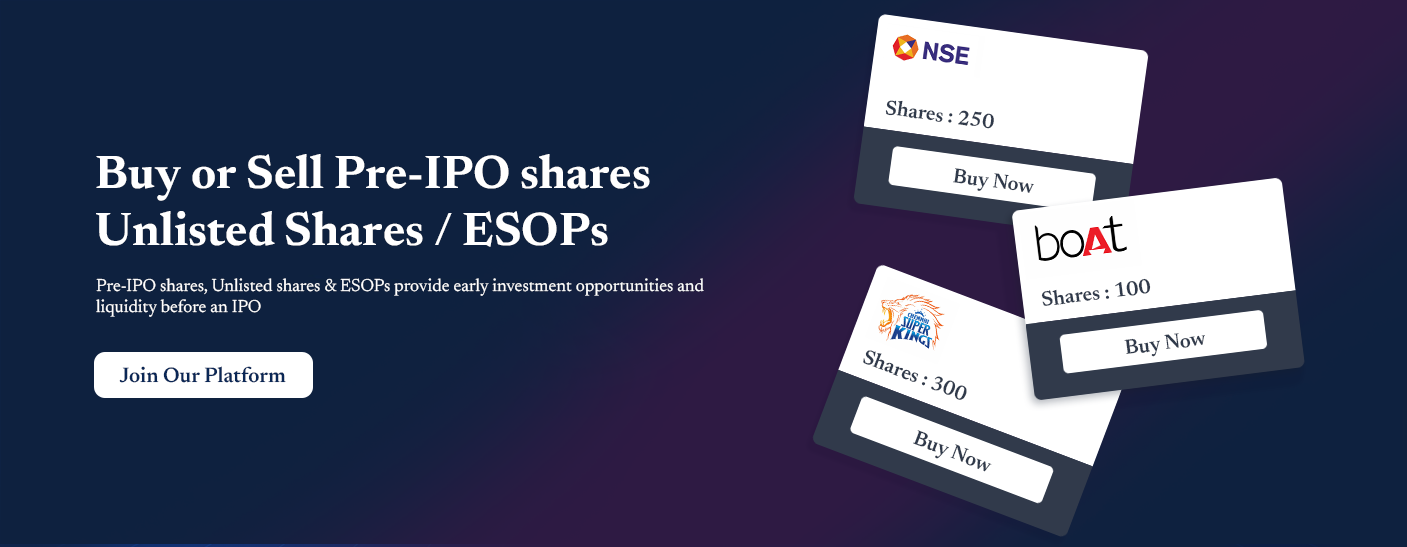 Buy or Sell Pre-IPO shares
Unlisted Shares / ESOPs
Pre-IPO shares, Unlisted shares & ESOPs provide early investment opportunities and
liquidity before an IPO
Join Our Platform
NSE
Shares : 250
Buy Now
boAt
Shares : 100
Buy Now
CHENNAI
SUPER
KINGS
Shares : 300
Buy Now